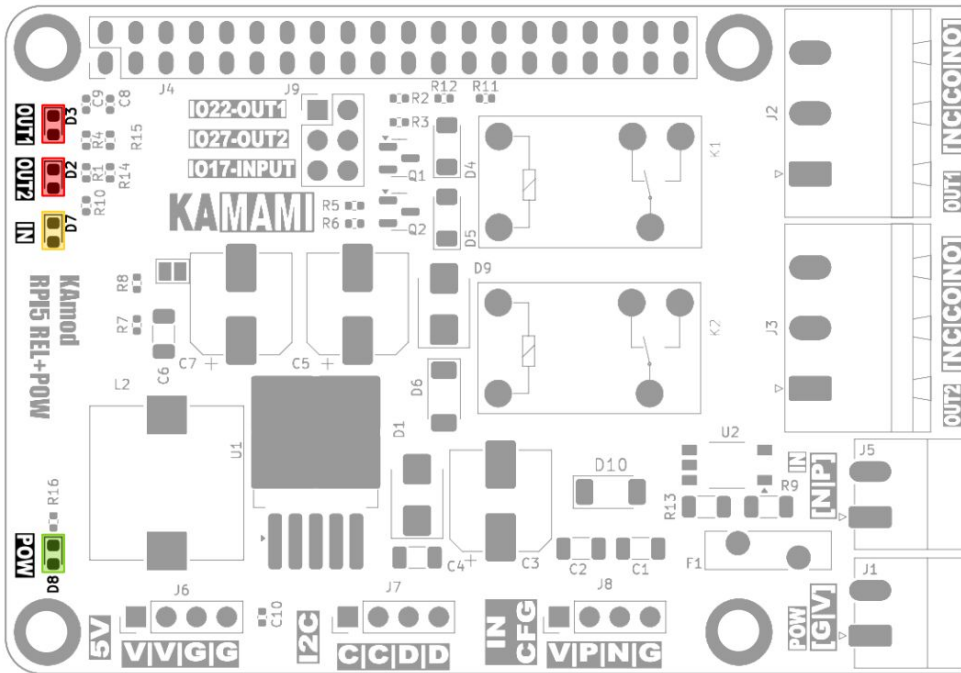 J4
J9
C9
C8
OUT1
D3
R4
R15
OUT2
D2
R1
R14
R10
IN
D7
IO22-OUT1
IO27-OUT2
IO17-INPUT
KAMAMI
R2
R12
R11
R3
Q1
D4
R5
R6
Q2
D5
K1
J2
[NC|CO|NO]
OUT1
KAmod
RPI5 REL+POW
R8
R7
C6
C7 +
C5 +
D9
D6
K2
J3
[NC|CO|NO]
OUT2
L2
U1
D1
C4
+ C3
D10
C2
C1
U2
R13
R9
F1
J5
IN
[N|P]
J1
POW
[G|V]
R16
POW
D8
5V
J6
V|V|G|G
C10
I2C
J7
C|C|D|D
IN
CFG
J8
V|P|N|G